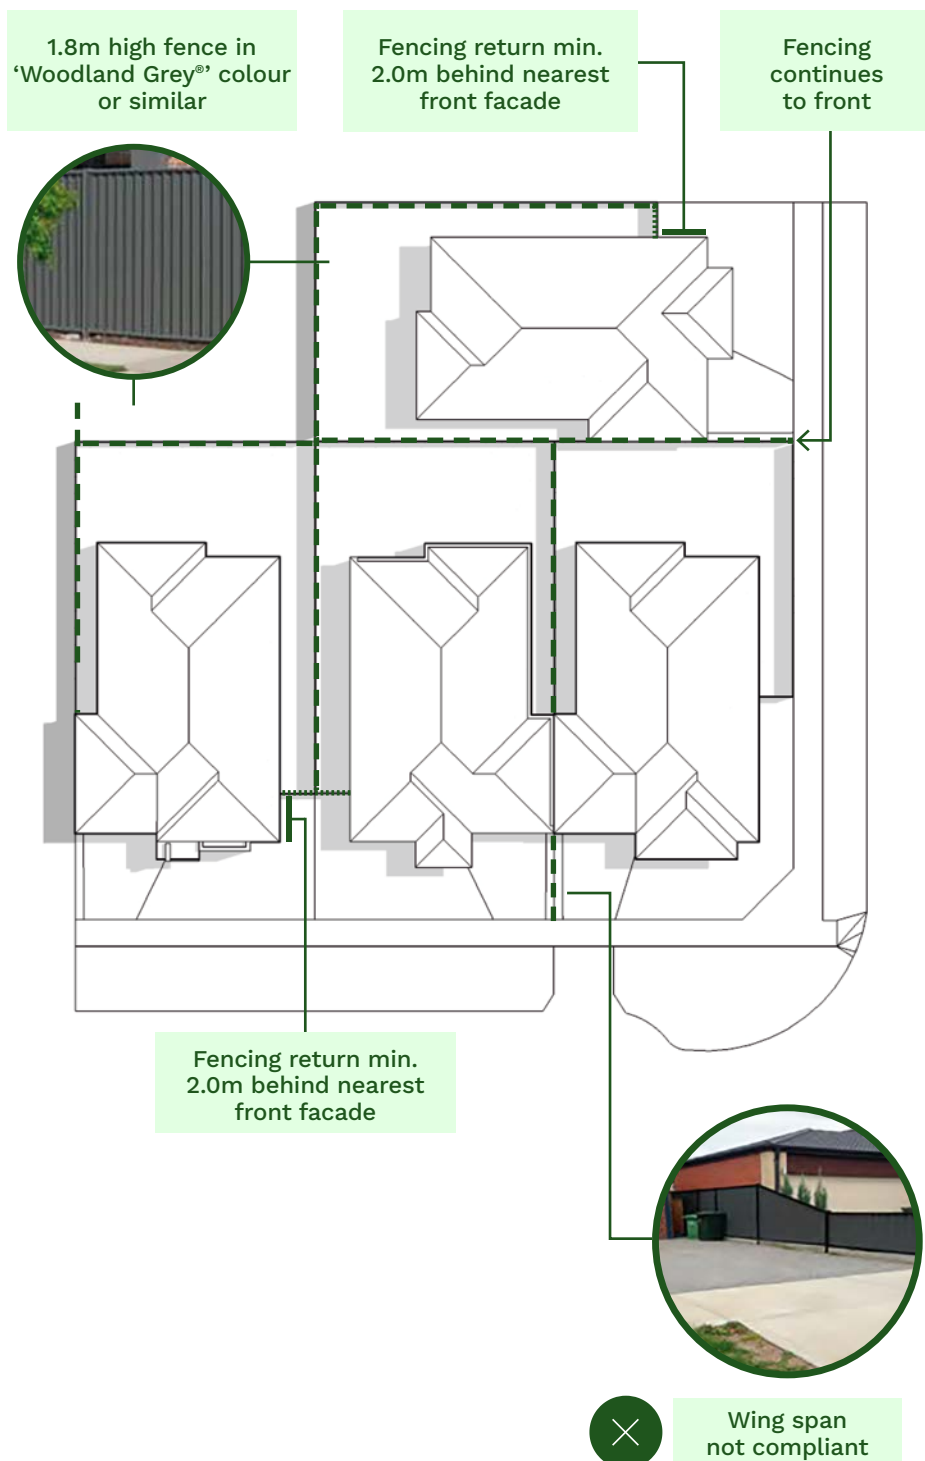 1.8m high fence in
‘Woodland Grey®’ colour
or similar
Fencing return min.
2.0m behind nearest
front facade
Fencing
continues
to front
Fencing return min.
2.0m behind nearest
front facade
Wing span
not compliant